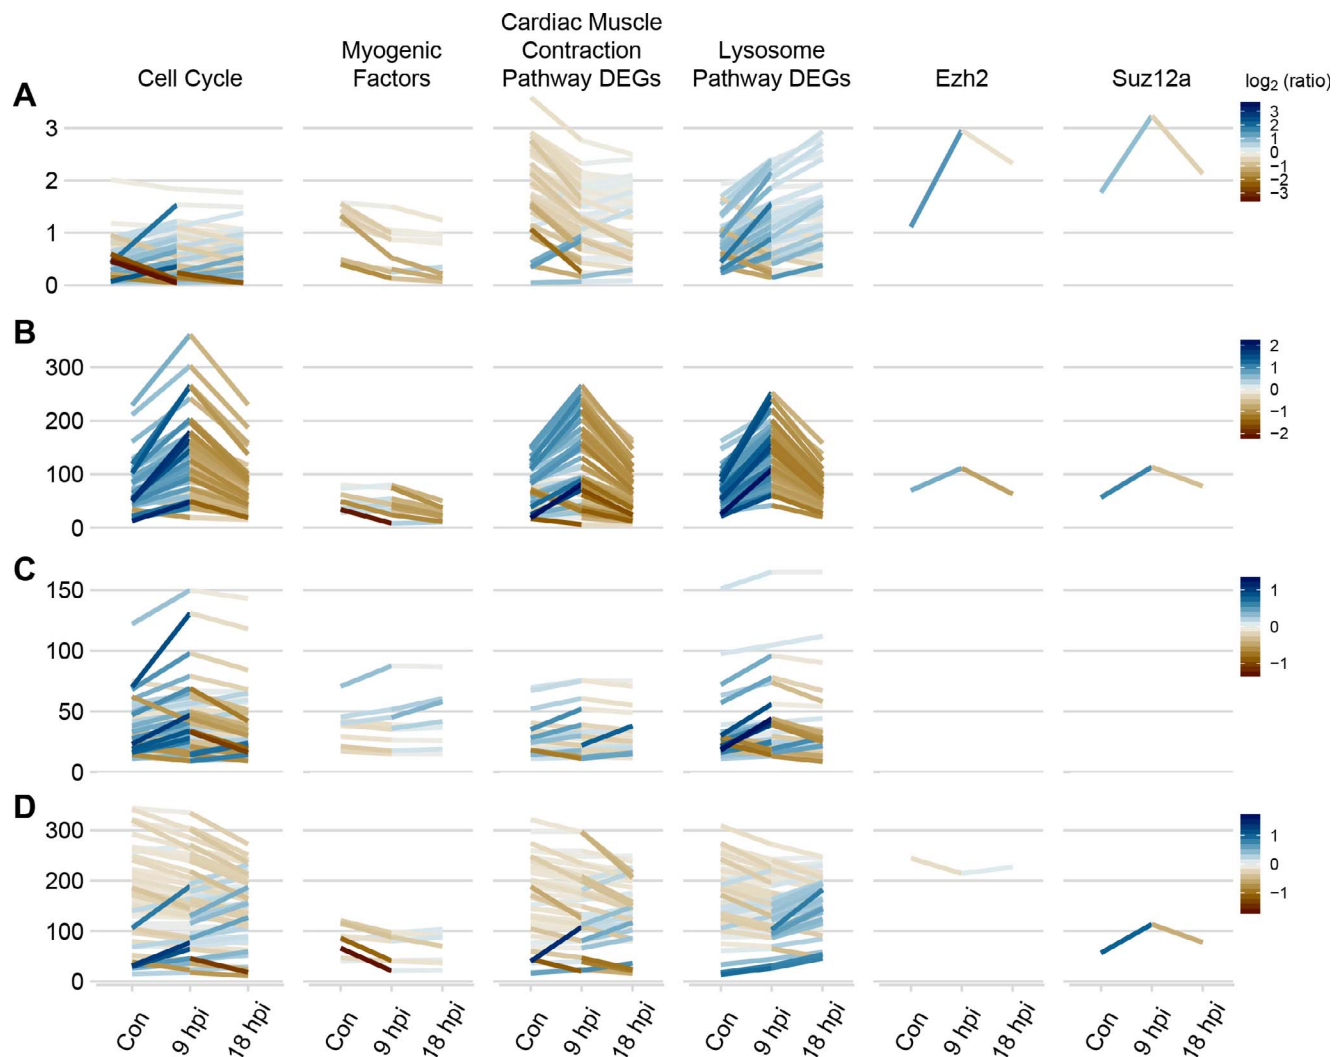 Cell Cycle
Myogenic
Factors
Cardiac Muscle
Contraction
Pathway DEGs
Lysosome
Pathway DEGs
Ezh2
Suz12a
log2 (ratio)
A
3
2
1
0
3
2
1
0
−1
−2
−3
B
300
200
100
0
2
1
0
−1
−2
C
150
100
50
0
1
0
−1
D
300
200
100
0
1
0
−1
Con
9 hpi
18 hpi
Con
9 hpi
18 hpi
Con
9 hpi
18 hpi
Con
9 hpi
18 hpi
Con
9 hpi
18 hpi
Con
9 hpi
18 hpi